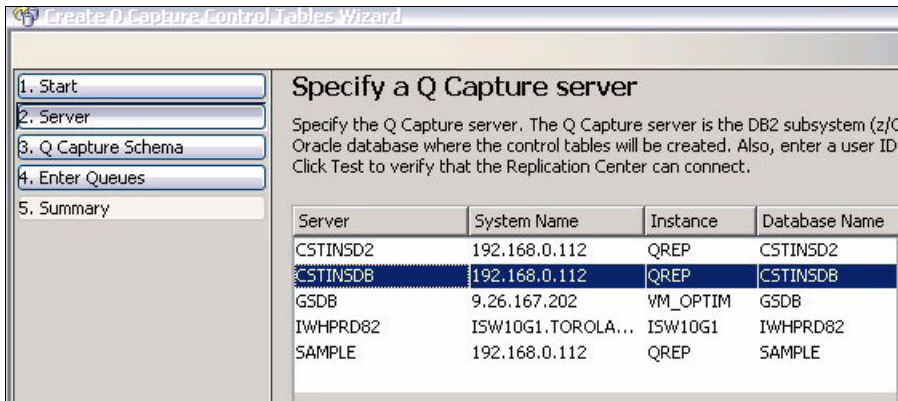 Create Q Capture Control Tables Wizard
1. Start
2. Server
3. Q Capture Schema
4. Enter Queues
5. Summary
Specify a Q Capture server
Specify the Q Capture server. The Q Capture server is the DB2 subsystem (z/O
Oracle database where the control tables will be created. Also, enter a user ID
Click Test to verify that the Replication Center can connect.
Server System Name Instance Database Name
CSTINSD2 192.168.0.112 QREP CSTINSD2
CSTINSDB 192.168.0.112 QREP CSTINSDB
GSDB 9.26.167.202 VM_OPTIM GSDB
IWHPRD82 ISW10G1.TOROLA... ISW10G1 IWHPRD82
SAMPLE 192.168.0.112 QREP SAMPLE